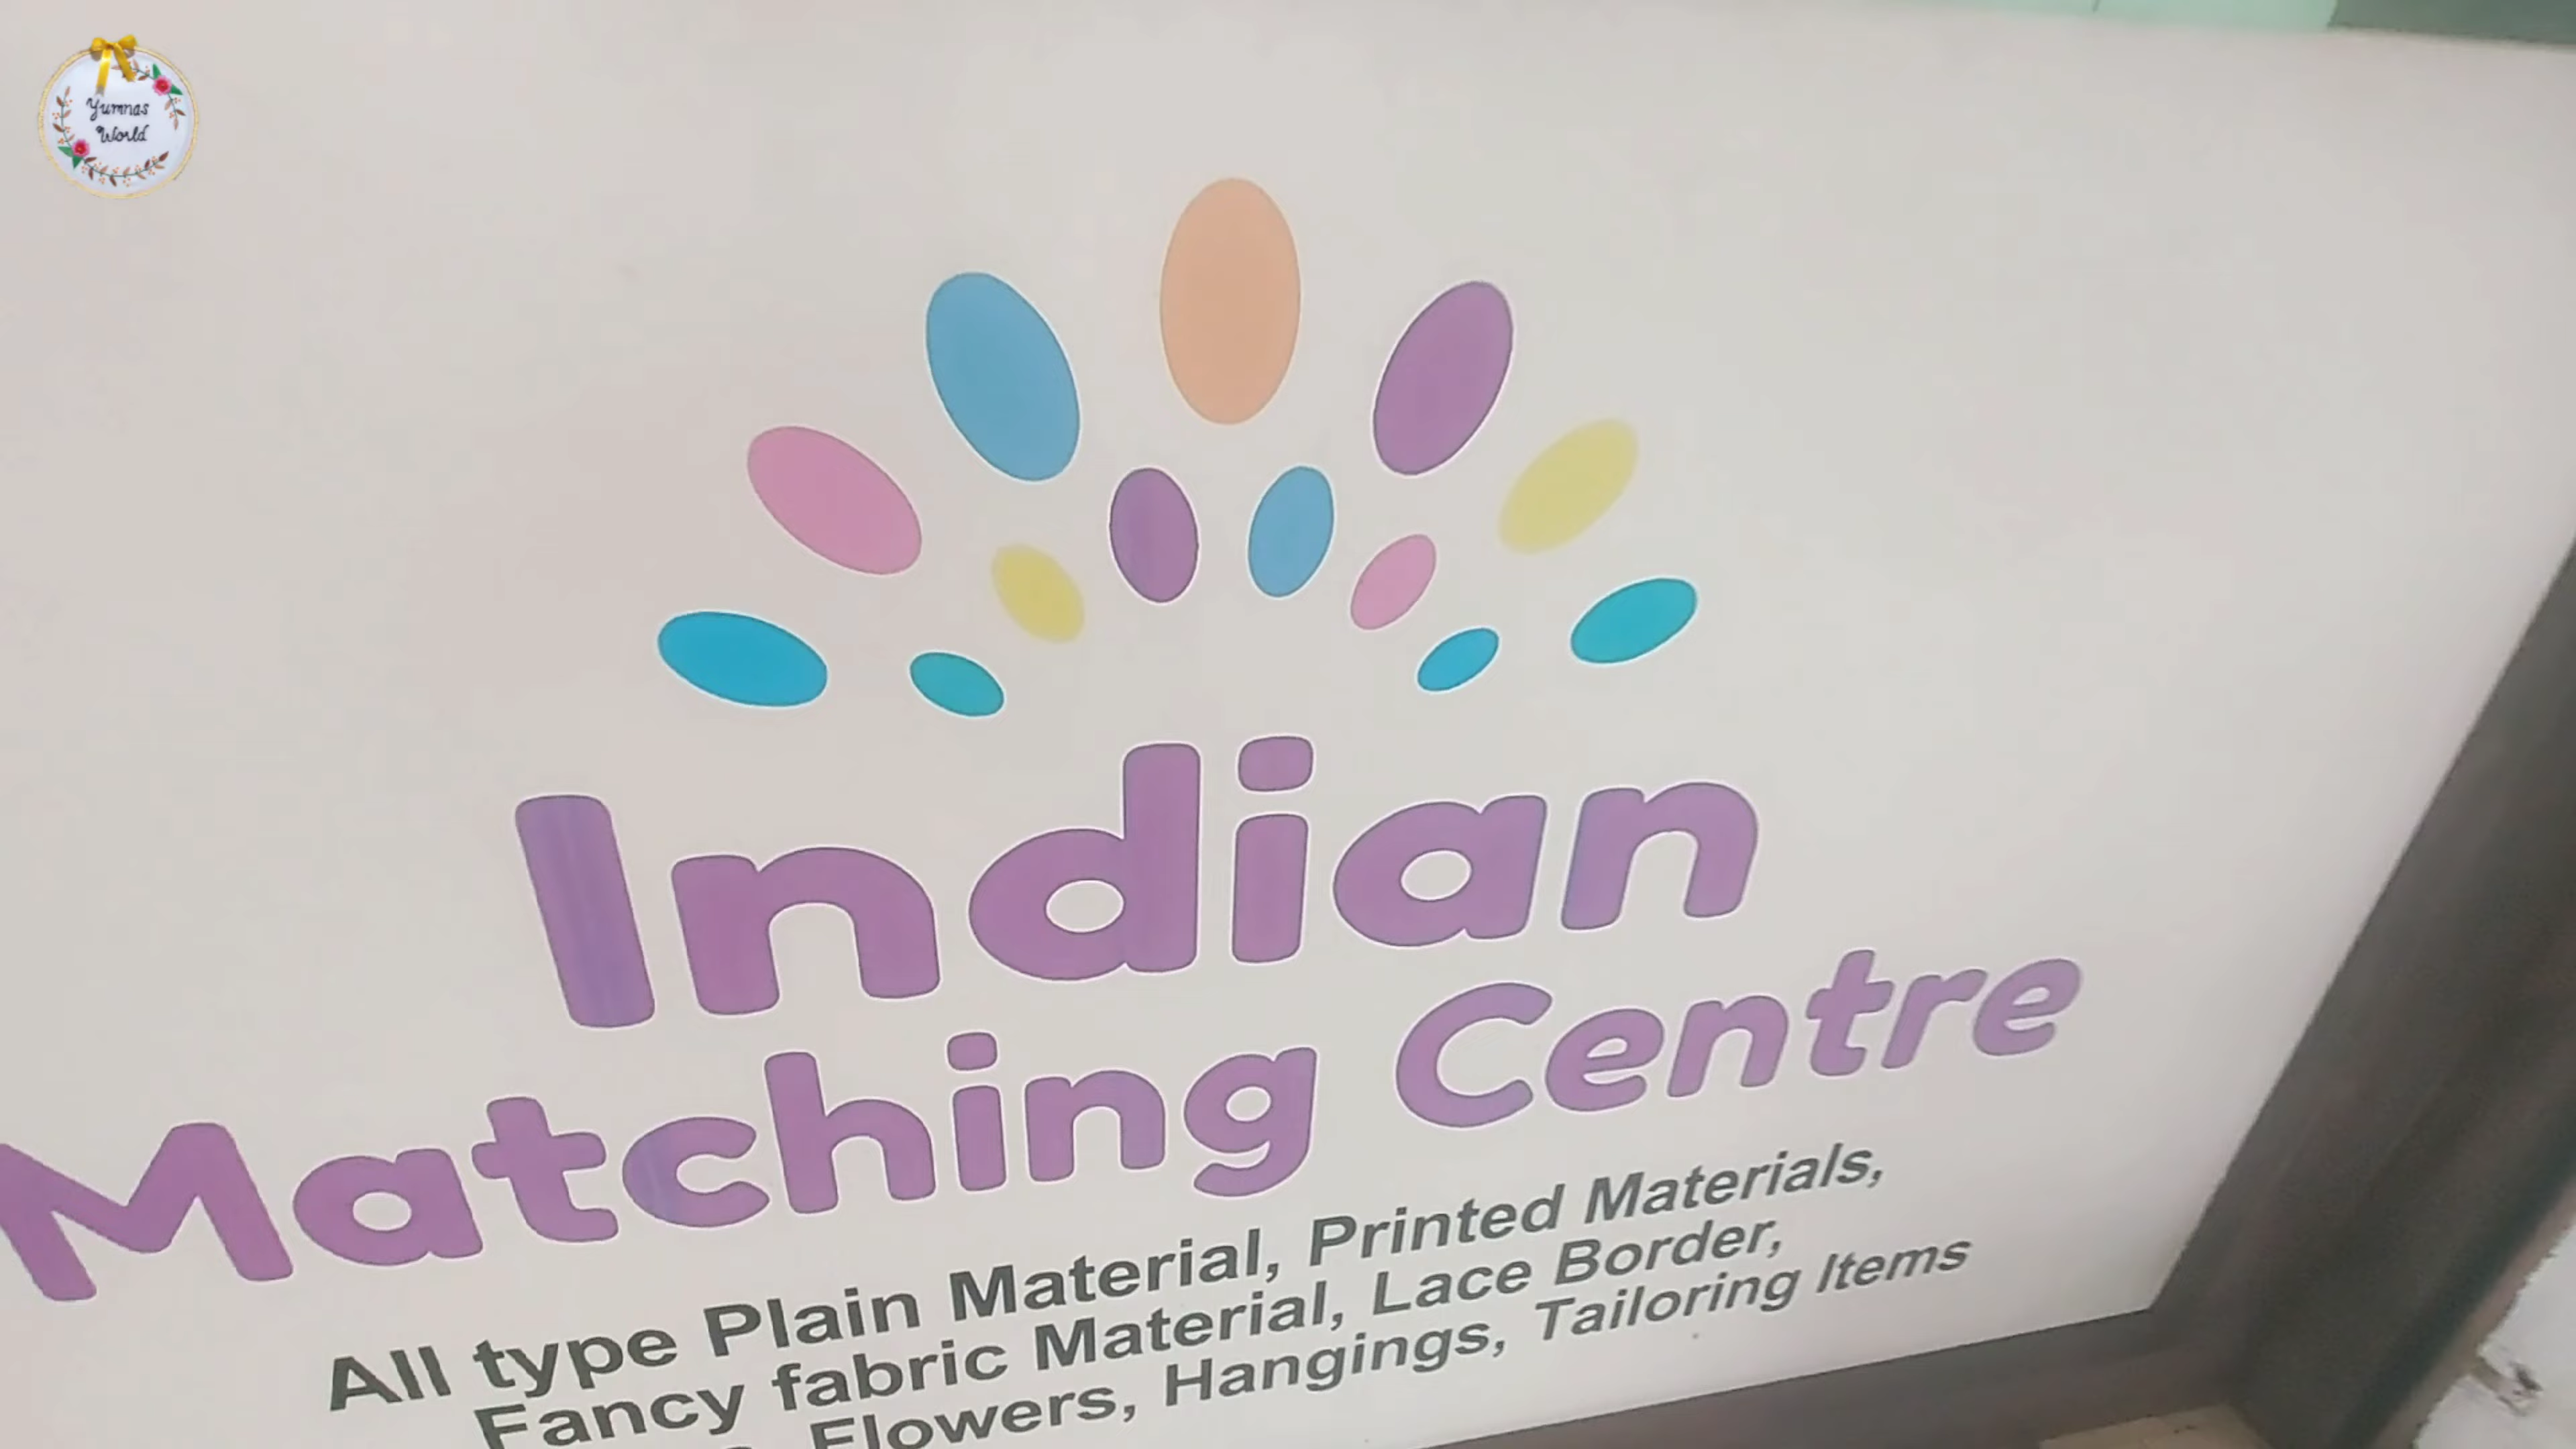 Yumnas
World
Indian
Matching Centre
All type Plain Material, Printed Materials,
Fancy fabric Material, Lace Border,
Flowers, Hangings, Tailoring Items